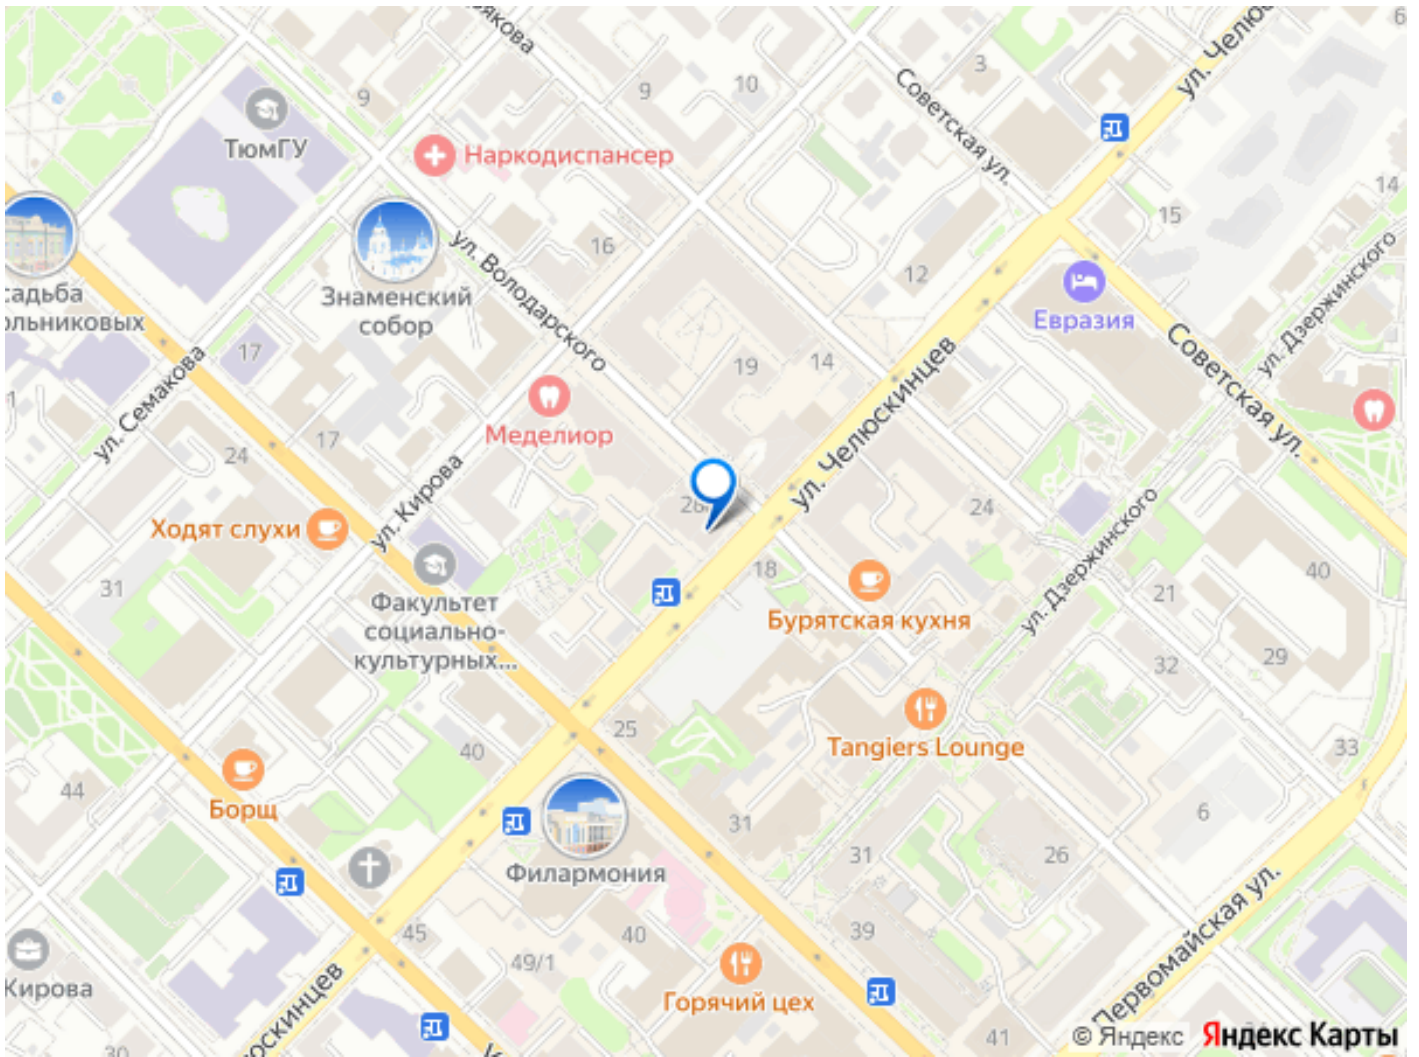 Советская ул.
ул. Челю
6
3
10
9
9
ТюмГУ
Наркодиспансер
14
15
16
ул. Володарского
12
ул. Дзержинского
Знаменский
собор
садьба
ольниковых
Евразия
Советская ул.
17
19
14
ул. Семакова
ул. Челюскинцев
Меделиор
17
24
ул. Кирова
24
Ходят слухи
ул. Дзержинского
18
40
31
21
Факультет
социально-
культурных...
Бурятская кухня
29
32
25
40
Tangiers Lounge
33
44
Борщ
6
31
31
26
Филармония
Первомайская ул.
45
40
39
49/1
Кирова
Горячий цех
41
30
© Яндекс Яндекс Карты